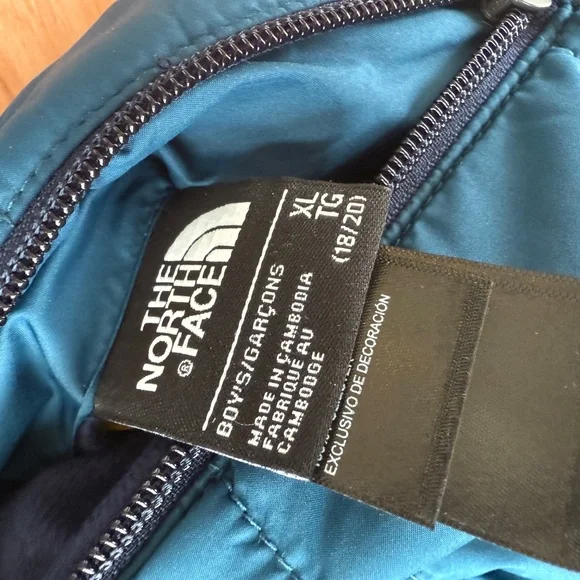 THE
NORTH
FACE
®
XL
TG
(18/20)
BOY'S/GARÇONS
MADE IN CAMBODIA
FABRIQUE AU
CAMBODGE
EXCLUSIVO DE DECORACIÓN